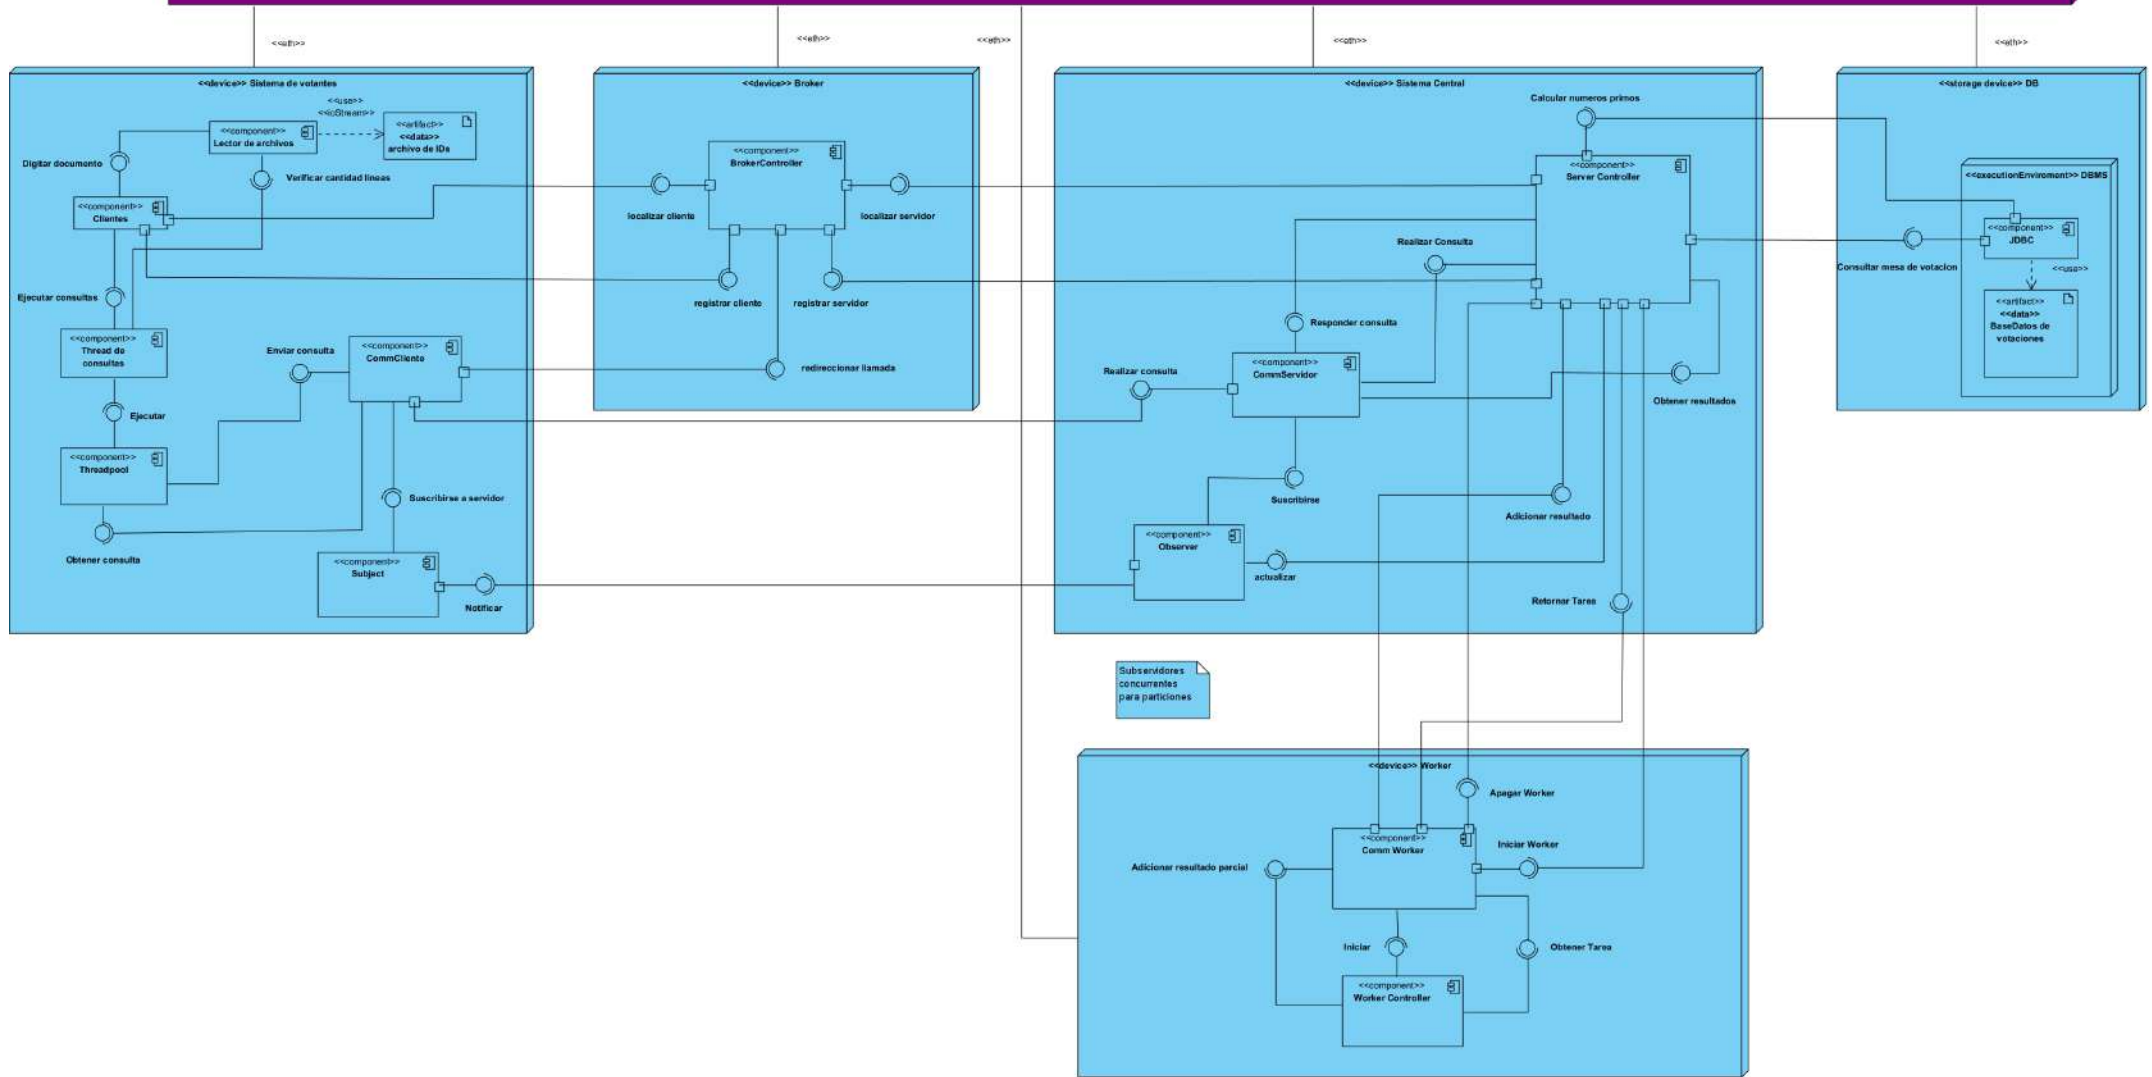 <<eth>>
<<eth>>
<<eth>>
<<eth>>
<<eth>>
<<device>> Sistema de votantes
<<use>>
<<ioStream>>
<<component>>
Lector de archivos
<<artifact>>
<<data>>
archivo de IDs
Digitar documento
Verificar cantidad lineas
<<component>>
Clientes
Ejecutar consultas
<<component>>
Thread de
consultas
Enviar consulta
<<component>>
CommCliente
Ejecutar
<<component>>
Threadpool
Suscribirse a servidor
Obtener consulta
<<component>>
Subject
Notificar
<<device>> Broker
<<component>>
BrokerController
localizar cliente
localizar servidor
registrar cliente
registrar servidor
redireccionar llamada
<<device>> Sistema Central
Calcular numeros primos
<<component>>
Server Controller
Realizar Consulta
Responder consulta
<<component>>
CommServidor
Realizar consulta
Obtener resultados
Suscribirse
Adicionar resultado
<<component>>
Observer
actualizar
Retornar Tarea
<<storage device>> DB
<<executionEnviroment>> DBMS
<<component>>
JDBC
Consultar mesa de votacion
<<use>>
<<artifact>>
<<data>>
BaseDatos de
votaciones
Subservidores
concurrentes
para particiones
<<device>> Worker
Apagar Worker
<<component>>
Comm Worker
Iniciar Worker
Adicionar resultado parcial
Iniciar
Obtener Tarea
<<component>>
Worker Controller